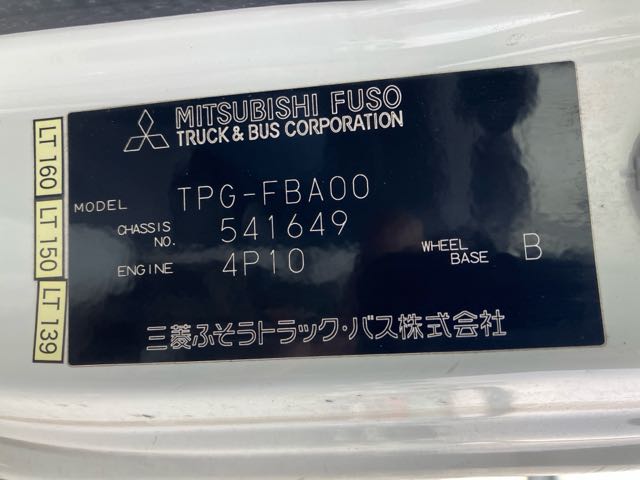 MITSUBISHI FUSO
TRUCK & BUS CORPORATION
MODEL TPG-FBA00
CHASSIS NO. 541649
ENGINE 4P10
WHEEL BASE B
三菱ふそうトラック・バス株式会社
LT 160
LT 150
LT 139